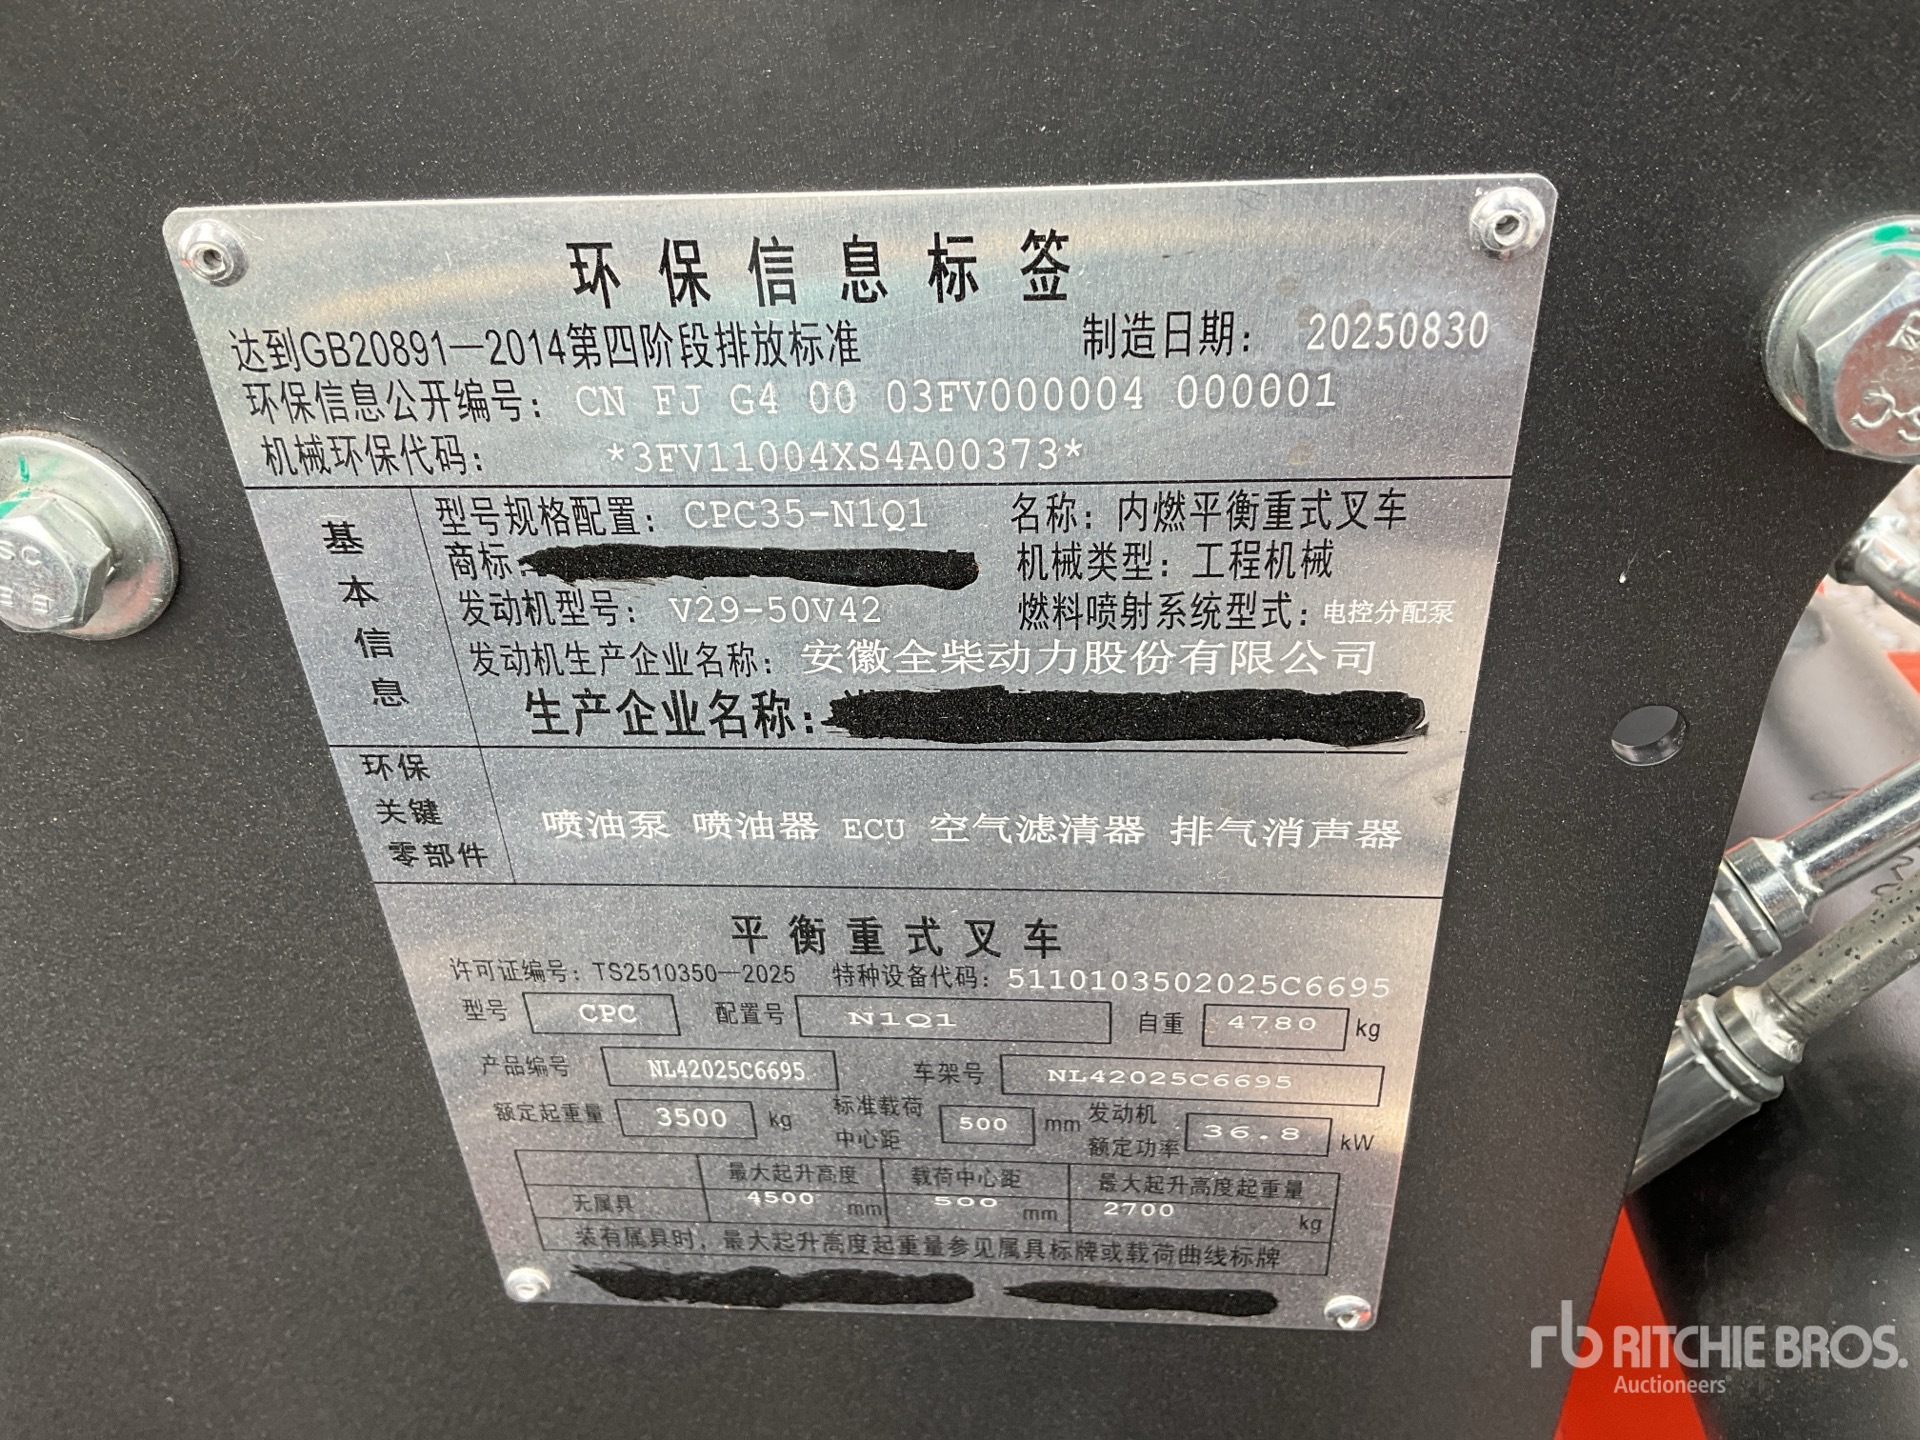 环保信息标签
达到GB20891—2014第四阶段排放标准 制造日期： 20250830
环保信息公开编号： CN FJ G4 00 03FV000004 000001
机械环保代码： *3FV11004XS4A00373*
基本信息
型号规格配置： CPC35-N1Q1 名称：内燃平衡重式叉车
商标： 机械类型：工程机械
发动机型号： V29-50V42 燃料喷射系统型式：电控分配泵
发动机生产企业名称： 安徽全柴动力股份有限公司
生产企业名称：
环保关键零部件
喷油泵 喷油器 ECU 空气滤清器 排气消声器
平衡重式叉车
许可证编号：TS2510350—2025 特种设备代码：5110103502025C6695
型号 CPC 配置号 N1Q1 自重 4780 kg
产品编号 NL42025C6695 车架号 NL42025C6695
额定起重量 3500 kg 标准载荷中心距 500 mm 发动机额定功率 36.8 kW
最大起升高度 载荷中心距 最大起升高度起重量
无属具 4500 mm 500 mm 2700 kg
装有属具时，最大起升高度起重量参见属具标牌或载荷曲线标牌
rb RITCHIE BROS.
Auctioneers